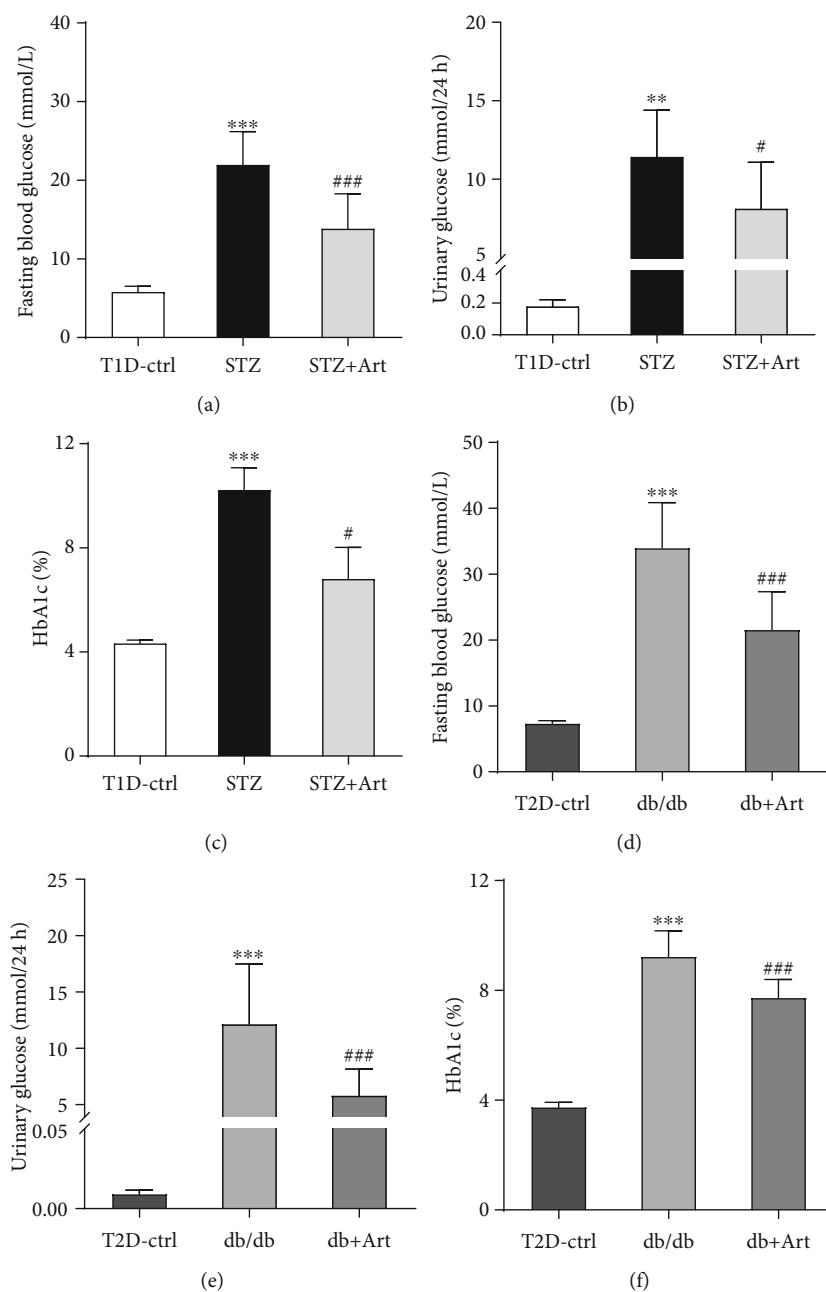 Fasting blood glucose (mmol/L)
40
30
20
10
0
***
###
T1D-ctrl STZ STZ+Art
(a)
Urinary glucose (mmol/24 h)
20
15
10
5
0.4
0.2
0.0
**
#
T1D-ctrl STZ STZ+Art
(b)
HbA1c (%)
12
8
4
0
***
#
T1D-ctrl STZ STZ+Art
(c)
Fasting blood glucose (mmol/L)
50
40
30
20
10
0
***
###
T2D-ctrl db/db db+Art
(d)
Urinary glucose (mmol/24 h)
25
20
15
10
5
0.05
0.00
***
###
T2D-ctrl db/db db+Art
(e)
HbA1c (%)
12
8
4
0
***
###
T2D-ctrl db/db db+Art
(f)